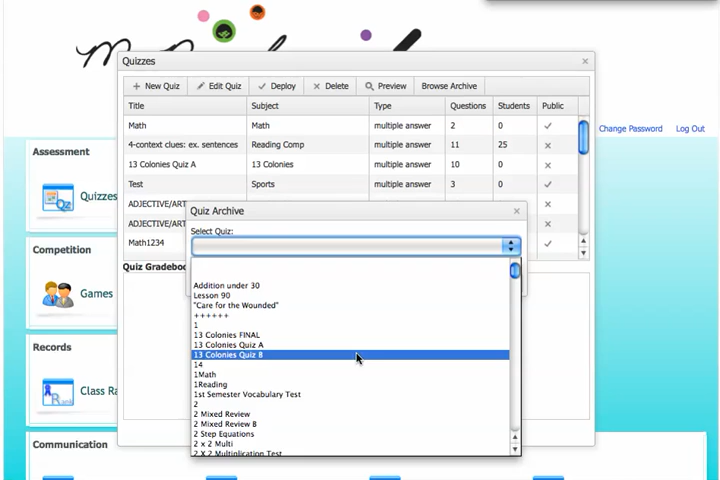 Quizzes
New Quiz Edit Quiz Deploy Delete Preview Browse Archive
Title Subject Type Questions Students Public
Math Math multiple answer 2 0
4-context clues: ex. sentences Reading Comp multiple answer 11 25
13 Colonies Quiz A 13 Colonies multiple answer 10 0
Test Sports multiple answer 3 0
ADJECTIVE/ART
ADJECTIVE/ART
Math1234
Quiz Gradeboo
Change Password Log Out
Assessment
Quizzes
Competition
Games
Records
Class Ra
Communication
Quiz Archive
Select Quiz:
Addition under 30
Lesson 90
"Care for the Wounded"
++++++
1
13 Colonies FINAL
13 Colonies Quiz A
13 Colonies Quiz B
14
1Math
1Reading
1st Semester Vocabulary Test
2
2 Mixed Review
2 Mixed Review B
2 Step Equations
2 x 2 Multi
2 X 2 Multiplication Test